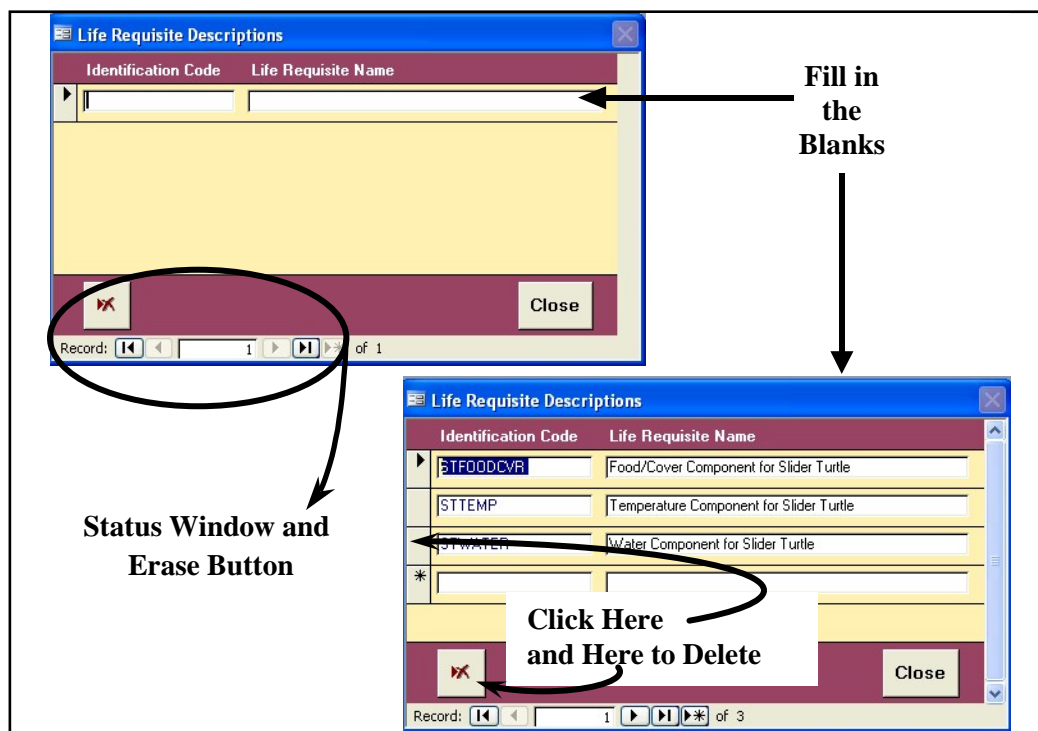 Life Requisite Descriptions
Identification Code Life Requisite Name
Fill in
the
Blanks
Close
Record: 1 of 1
Life Requisite Descriptions
Identification Code Life Requisite Name
STFOODCVR Food/Cover Component for Slider Turtle
STTEMP Temperature Component for Slider Turtle
STWATER Water Component for Slider Turtle
*
Status Window and
Erase Button
Click Here
and Here to Delete
Close
Record: 1 of 3